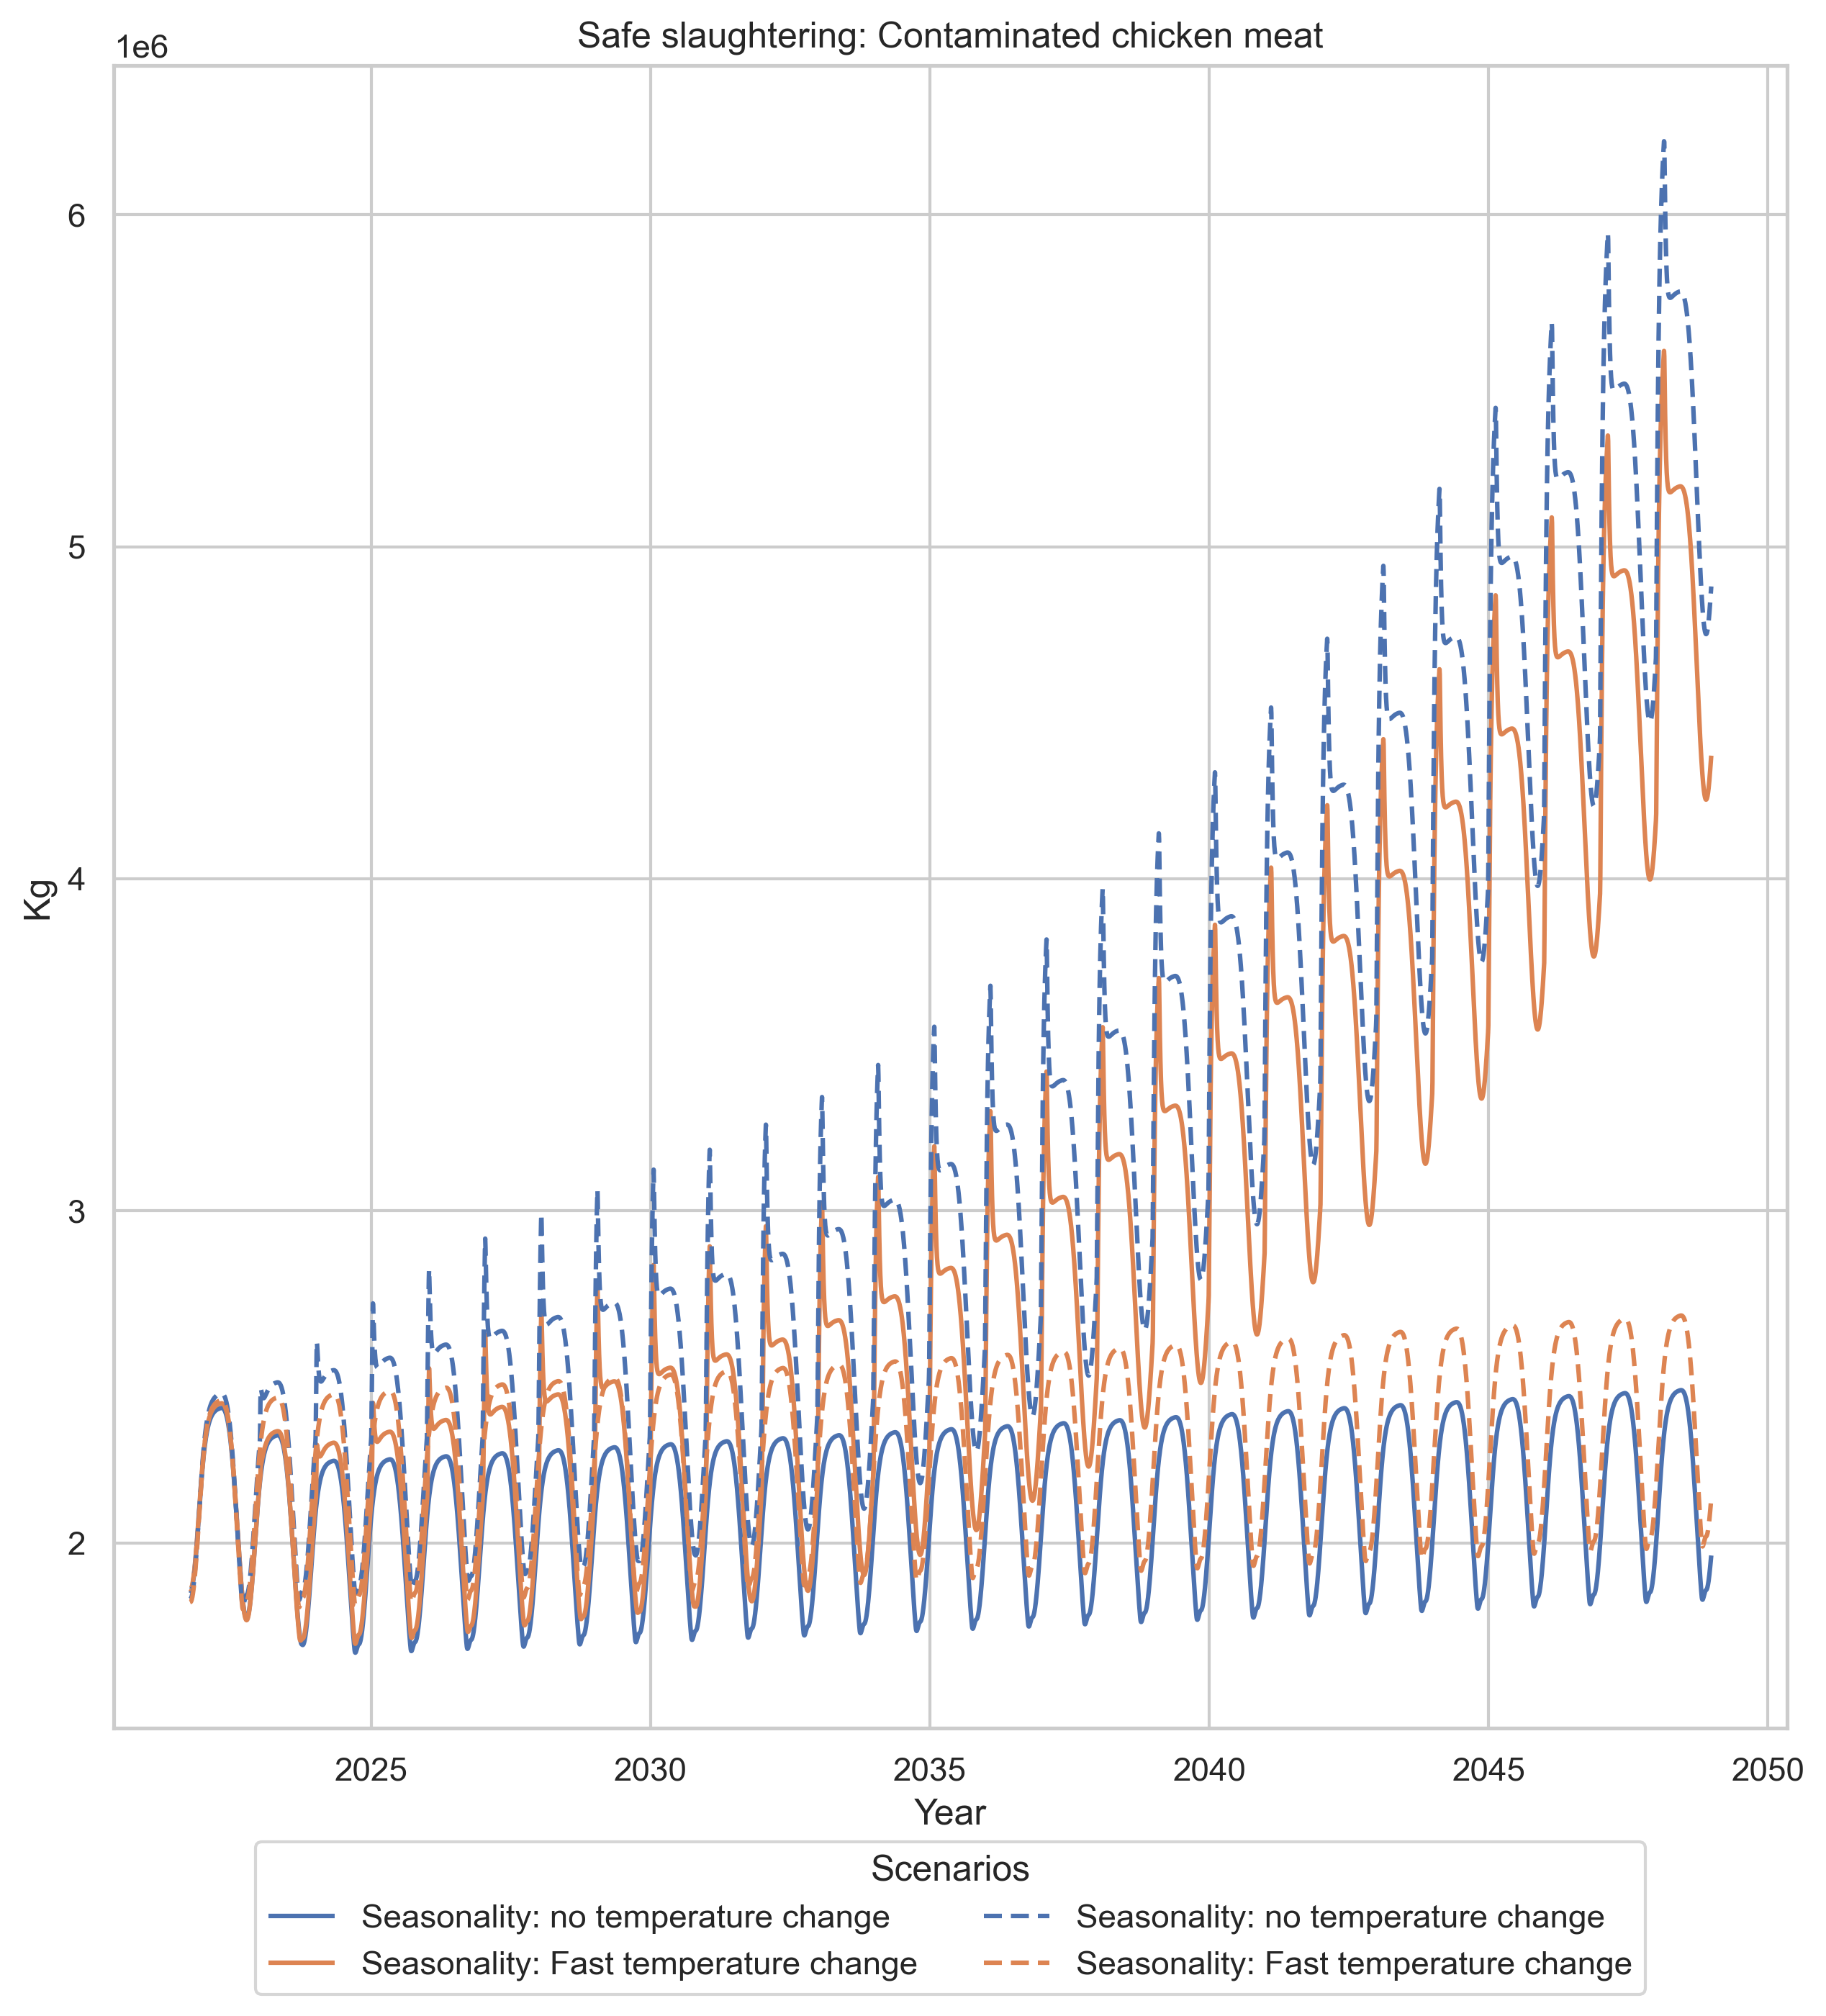 Safe slaughtering: Contaminated chicken meat
1e6
6
5
4
3
2
Kg
2025 2030 2035 2040 2045 2050
Year
Scenarios
Seasonality: no temperature change
Seasonality: Fast temperature change
Seasonality: no temperature change
Seasonality: Fast temperature change